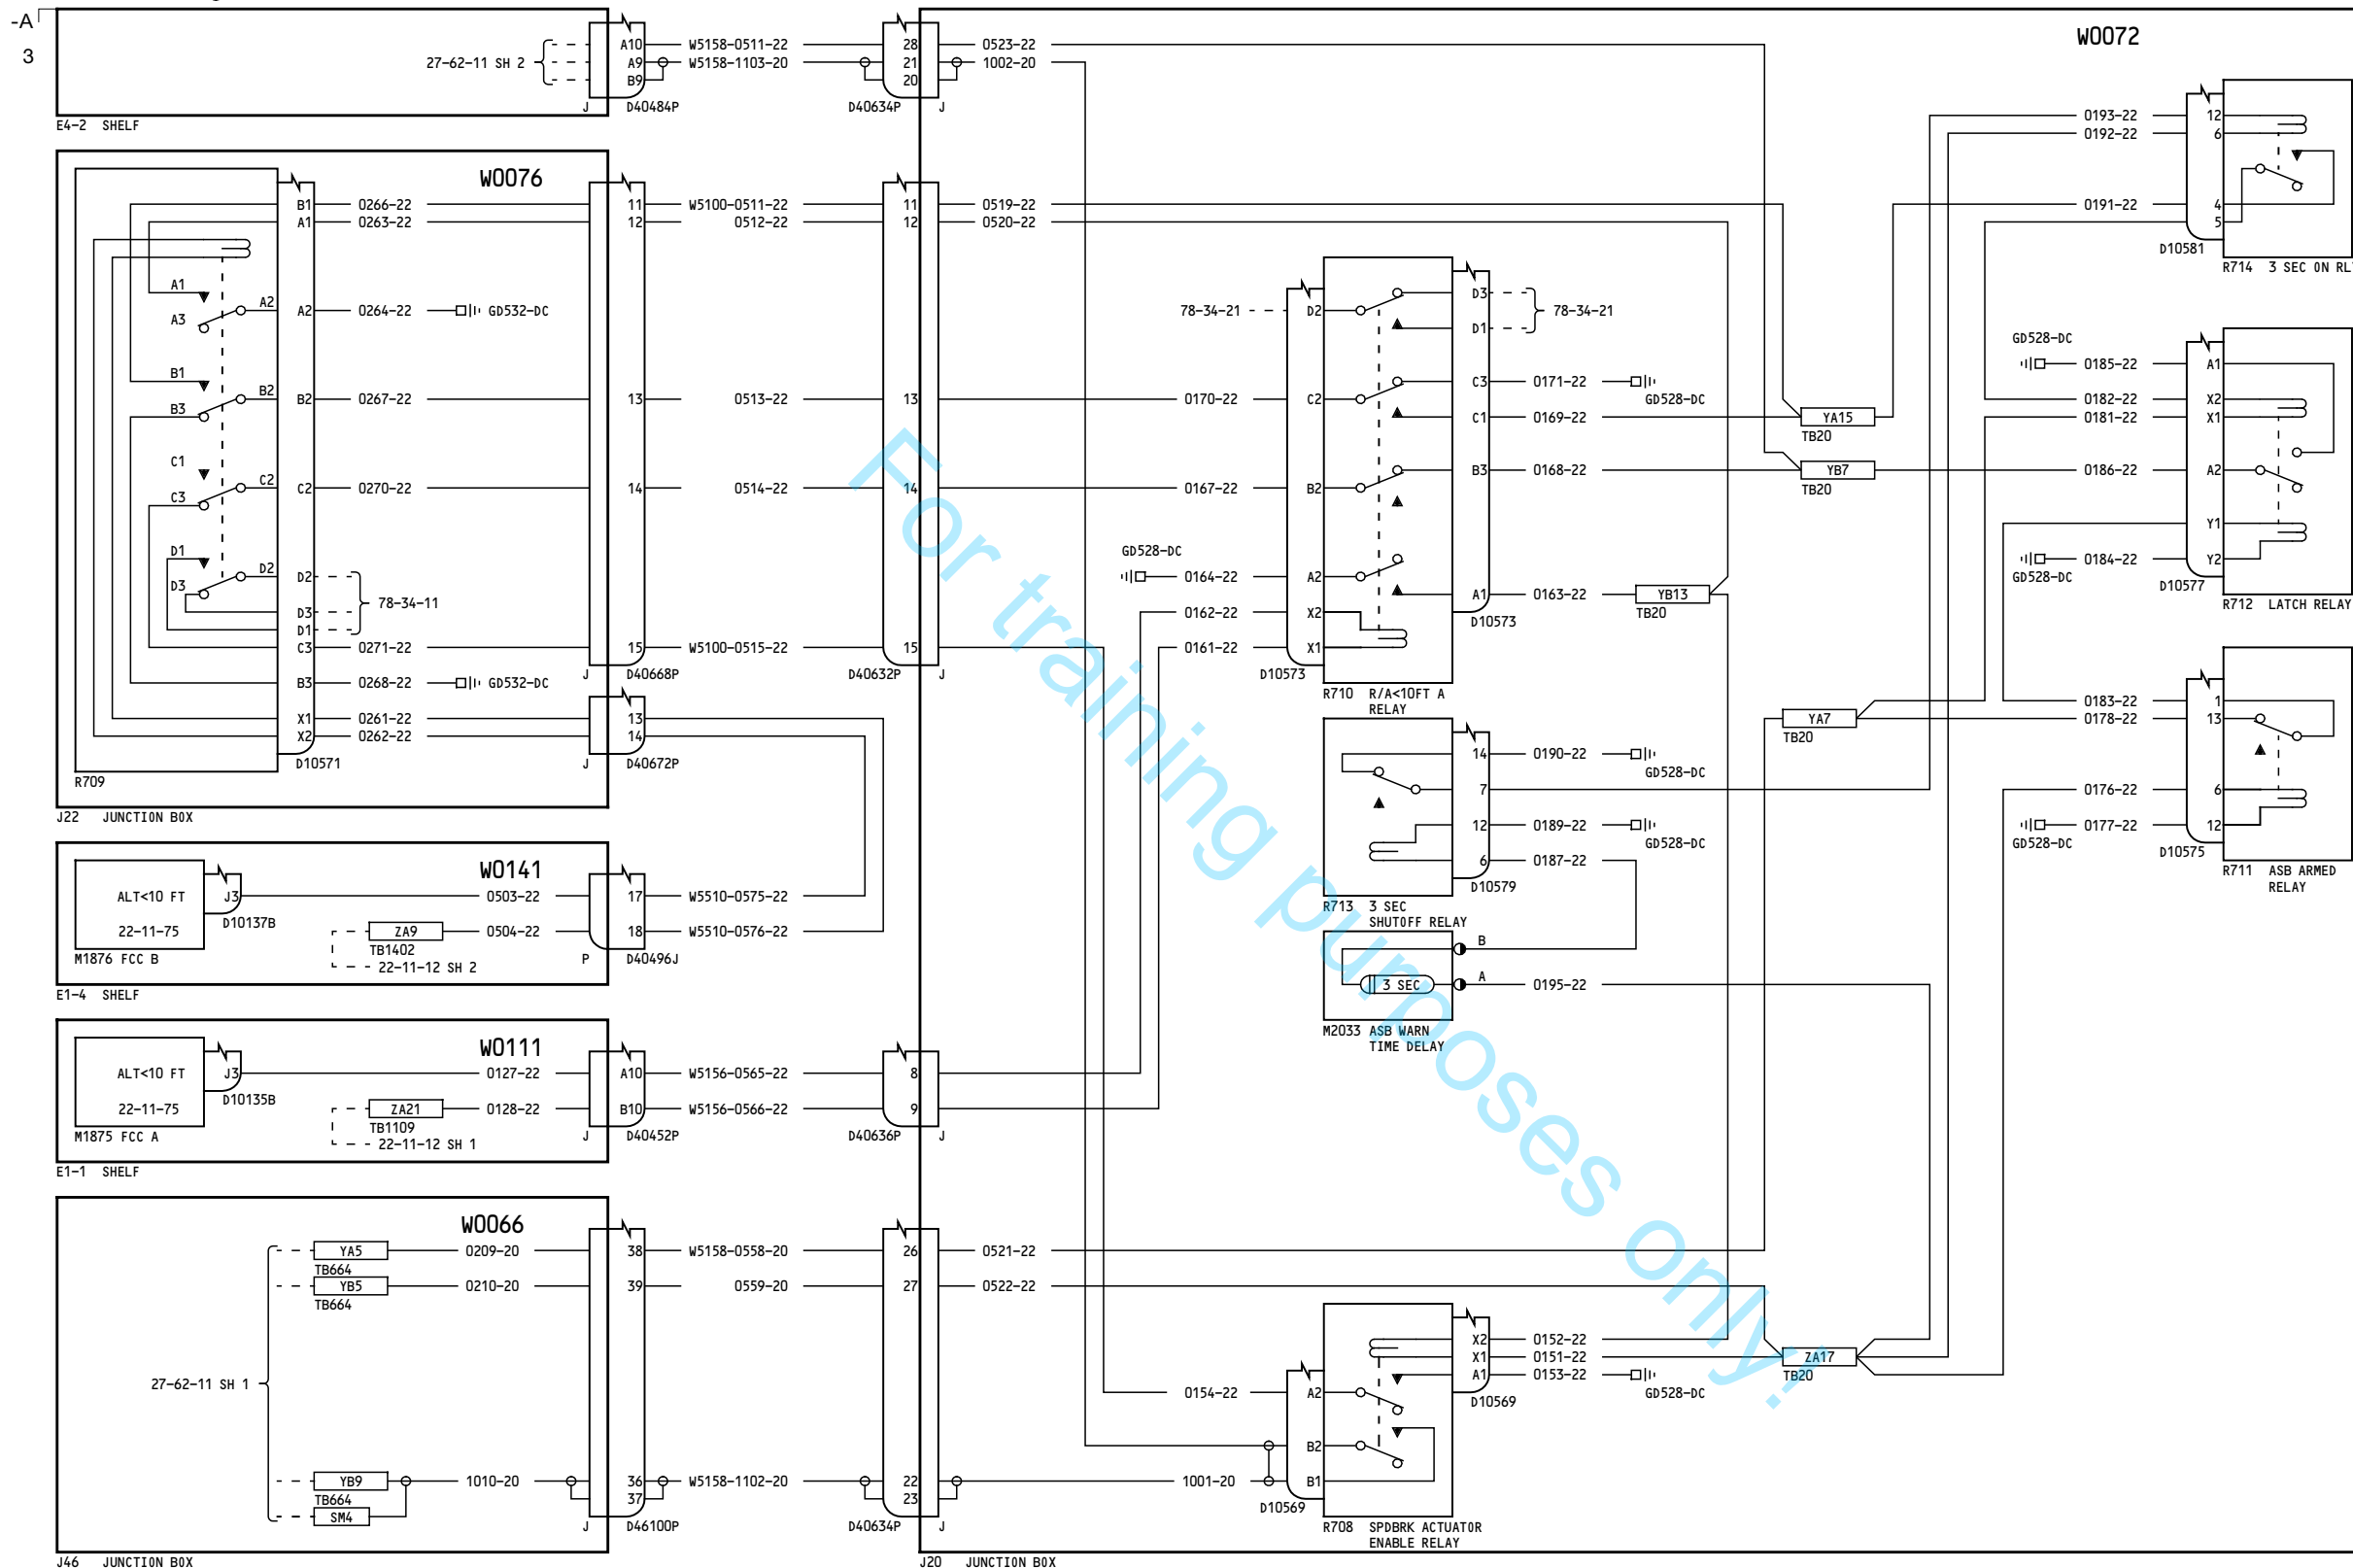 -A
3
27-62-11 SH 2
A10
A9
B9
W5158-0511-22
W5158-1103-20
28
21
20
0523-22
1002-20
J
D40484P
D40634P
J
E4-2 SHELF
W0072
W0076
B1
0266-22
11
W5100-0511-22
11
0519-22
A1
0263-22
12
0512-22
12
0520-22
A1
A3
A2
A2
0264-22
GD532-DC
B1
B3
B2
B2
0267-22
13
0513-22
13
0170-22
C1
C3
C2
C2
0270-22
14
0514-22
14
0167-22
D1
D3
D2
D2
D3
D1
78-34-11
C3
0271-22
15
W5100-0515-22
15
J
D40668P
D40632P
J
B3
0268-22
GD532-DC
X1
0261-22
13
X2
0262-22
14
D10571
J
D40672P
R709
J22 JUNCTION BOX
W0141
ALT<10 FT
J3
0503-22
17
W5510-0575-22
D10137B
22-11-75
ZA9
0504-22
18
W5510-0576-22
TB1402
22-11-12 SH 2
P
D40496J
M1876 FCC B
E1-4 SHELF
W0111
ALT<10 FT
J3
0127-22
A10
W5156-0565-22
8
D10135B
22-11-75
ZA21
0128-22
B10
W5156-0566-22
9
TB1109
22-11-12 SH 1
J
D40452P
D40636P
J
M1875 FCC A
E1-1 SHELF
W0066
YA5
0209-20
38
W5158-0558-20
26
0521-22
TB664
YB5
0210-20
39
0559-20
27
0522-22
TB664
27-62-11 SH 1
YB9
1010-20
36
W5158-1102-20
22
1001-20
TB664
37
23
SM4
J
D46100P
D40634P
J
J46 JUNCTION BOX
J20 JUNCTION BOX
78-34-21
D2
D3
D1
78-34-21
C2
C3
0171-22
GD528-DC
C1
0169-22
YA15
TB20
B2
B3
0168-22
YB7
TB20
GD528-DC
0164-22
A2
A1
0163-22
YB13
TB20
0162-22
X2
0161-22
X1
D10573
D10573
R710 R/A<10FT A
RELAY
14
0190-22
GD528-DC
7
12
0189-22
GD528-DC
6
0187-22
D10579
R713 3 SEC
SHUTOFF RELAY
B
3 SEC
A
0195-22
M2033 ASB WARN
TIME DELAY
X2
0152-22
X1
0151-22
A1
0153-22
GD528-DC
D10569
ZA17
TB20
0154-22
A2
B2
B1
D10569
R708 SPDBRK ACTUATOR
ENABLE RELAY
0193-22
12
0192-22
6
0191-22
4
5
D10581
R714 3 SEC ON RL
GD528-DC
0185-22
A1
0182-22
X2
0181-22
X1
0186-22
A2
Y1
GD528-DC
0184-22
Y2
D10577
R712 LATCH RELAY
YA7
TB20
0183-22
1
0178-22
13
0176-22
6
GD528-DC
0177-22
12
D10575
R711 ASB ARMED
RELAY
For training purposes only!